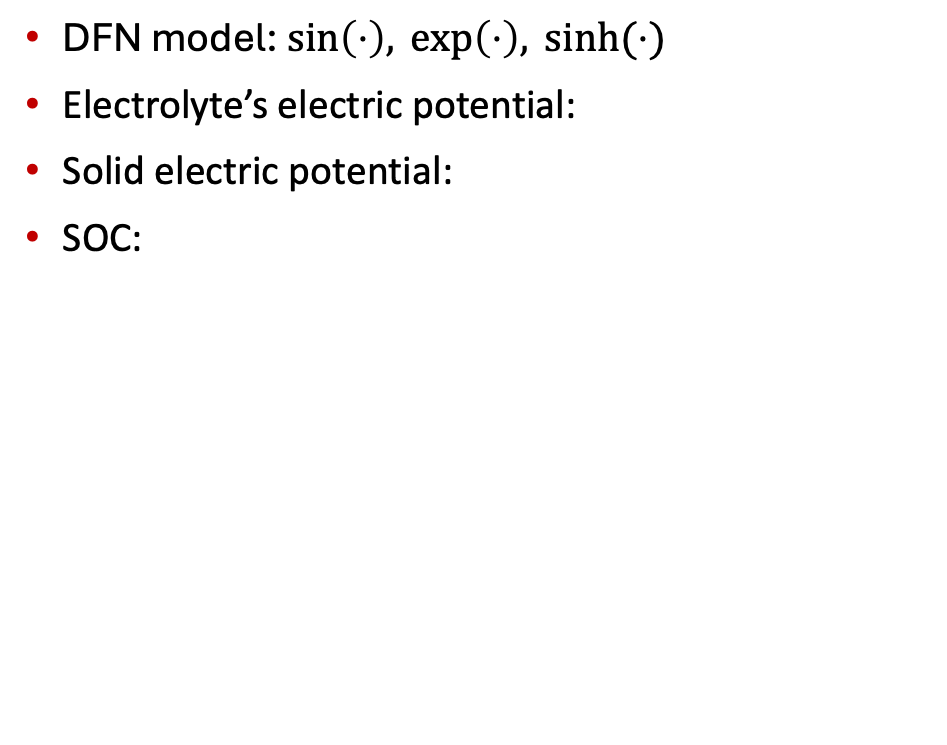 • DFN model: sin(·), exp(·), sinh(·)
• Electrolyte’s electric potential:
• Solid electric potential:
• SOC: